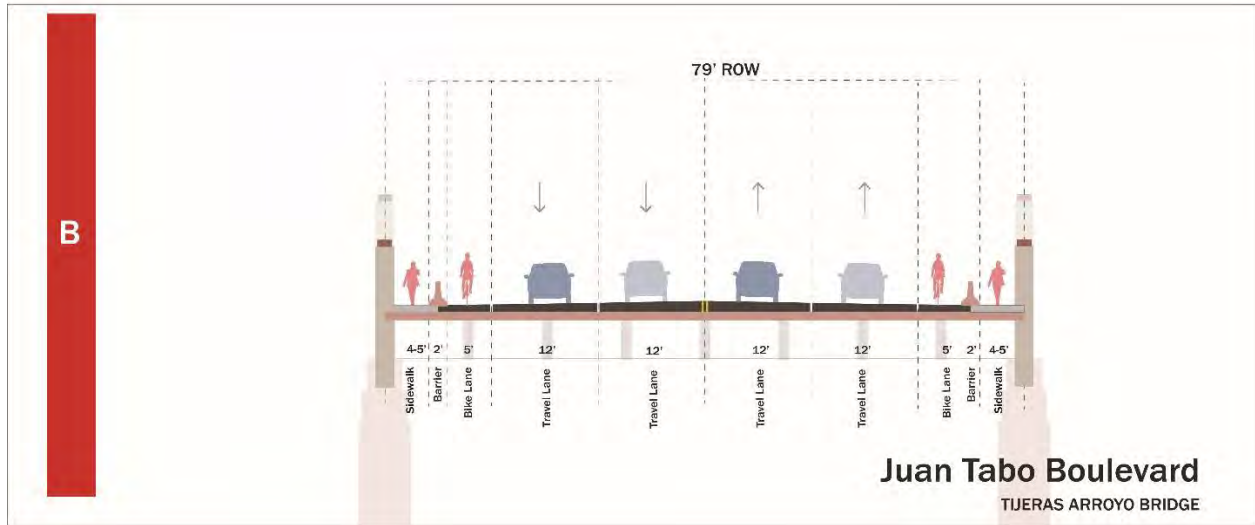 B
79' ROW
4-5' 2' 5' 12' 12' 12' 12' 5' 2' 4-5'
Sidewalk
Barrier
Bike Lane
Travel Lane
Travel Lane
Travel Lane
Travel Lane
Bike Lane
Barrier
Sidewalk
Juan Tabo Boulevard
TIJERAS ARROYO BRIDGE